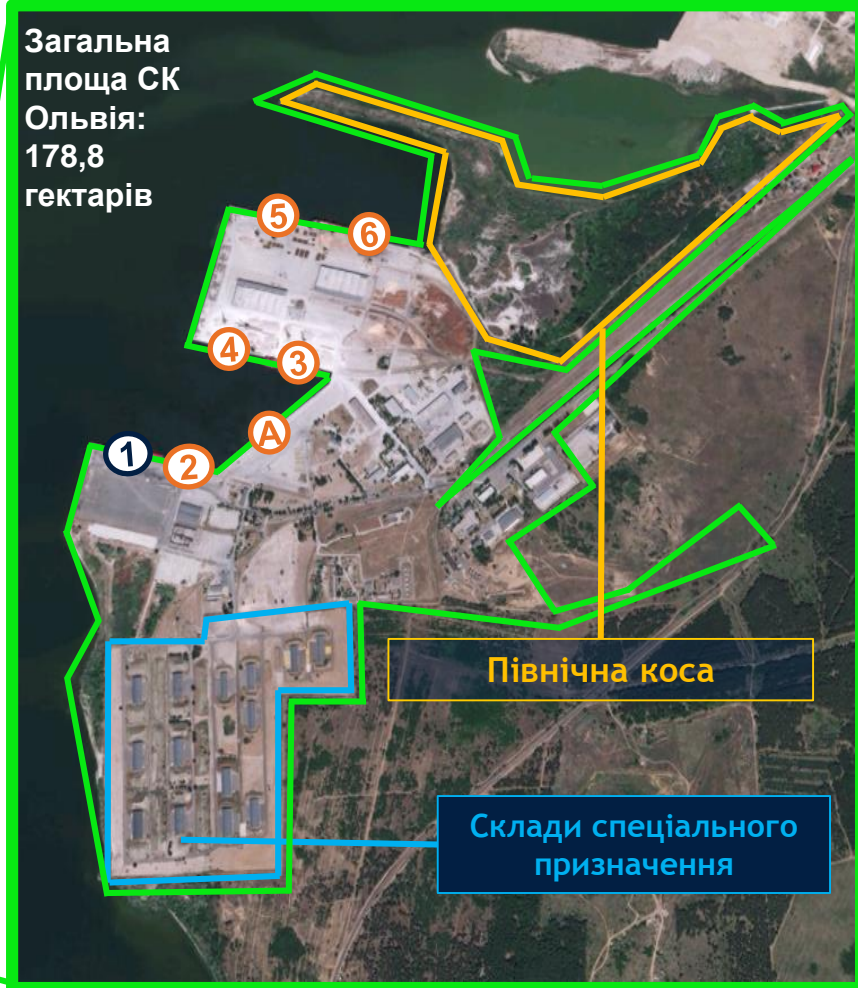 Загальна
площа СК
Ольвія:
178,8
гектарів
5
6
4
3
А
1
2
Північна коса
Склади спеціального
призначення